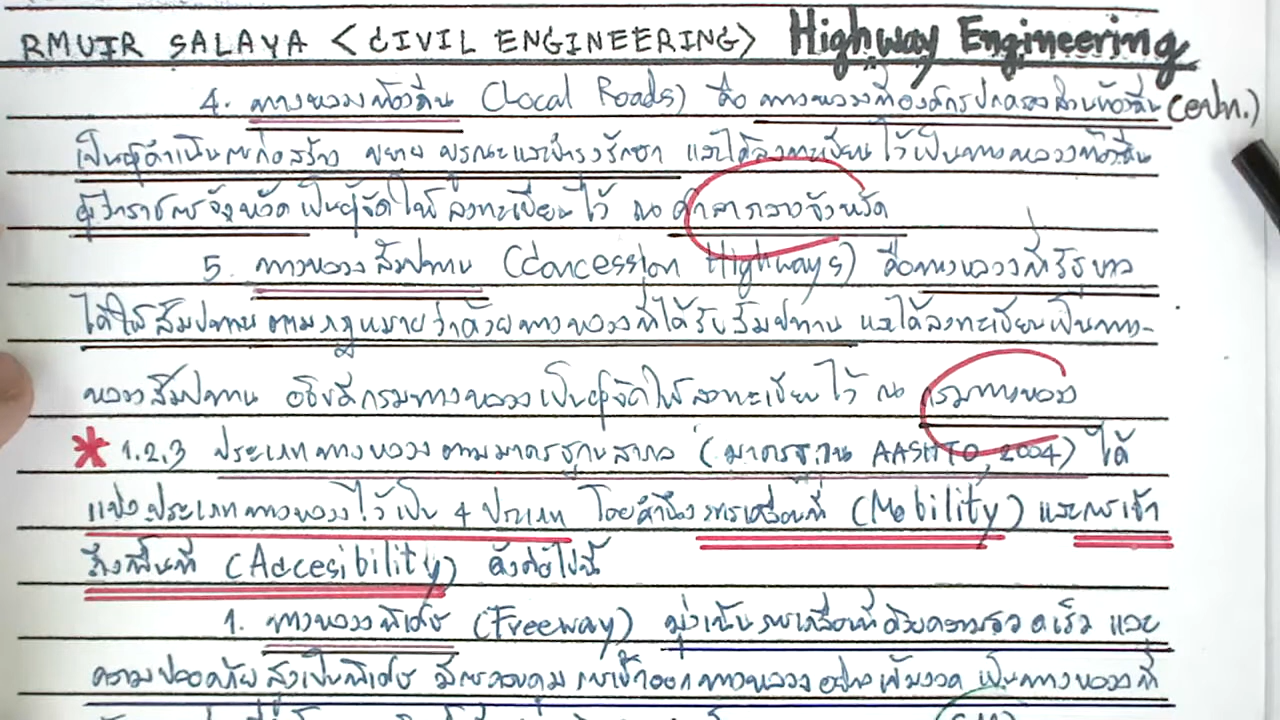 RMUTR SALAYA <CIVIL ENGINEERING> Highway Engineering
4. ทางหลวงท้องถิ่น (Local Roads) คือ ทางหลวงที่องค์กรปกครองส่วนท้องถิ่น (อปท.)
เป็นผู้ดำเนินการก่อสร้าง ขยาย บูรณะและบำรุงรักษา และได้ลงทะเบียนไว้เป็นทางหลวงท้องถิ่น
ผู้ว่าราชการจังหวัด เป็นผู้จัดให้ลงทะเบียนไว้ ณ ศาลากลางจังหวัด
5. ทางหลวงสัมปทาน (Concession Highways) คือทางหลวงที่รัฐบาล
ได้ให้สัมปทานตามกฎหมายว่าด้วยทางหลวงที่ได้รับสัมปทาน และได้ลงทะเบียนเป็นทาง-
หลวงสัมปทาน อธิบดีกรมทางหลวงเป็นผู้จัดให้ลงทะเบียนไว้ ณ กรมทางหลวง
* 1.2.3 ประเภททางหลวงตามมาตรฐานสากล (มาตรฐาน AASHTO, 2004) ได้
แบ่งประเภททางหลวงไว้เป็น 4 ประเภท โดยคำนึงการเคลื่อนที่ (Mobility) และการเข้า
ถึงพื้นที่ (Accesibility) ดังต่อไปนี้
1. ทางหลวงพิเศษ (Freeway) มุ่งเน้นการเคลื่อนที่ด้วยความรวดเร็ว และ
ความปลอดภัยสูงเป็นพิเศษ มีการควบคุมการเข้าออกทางหลวงอย่างเข้มงวด เป็นทางหลวงที่